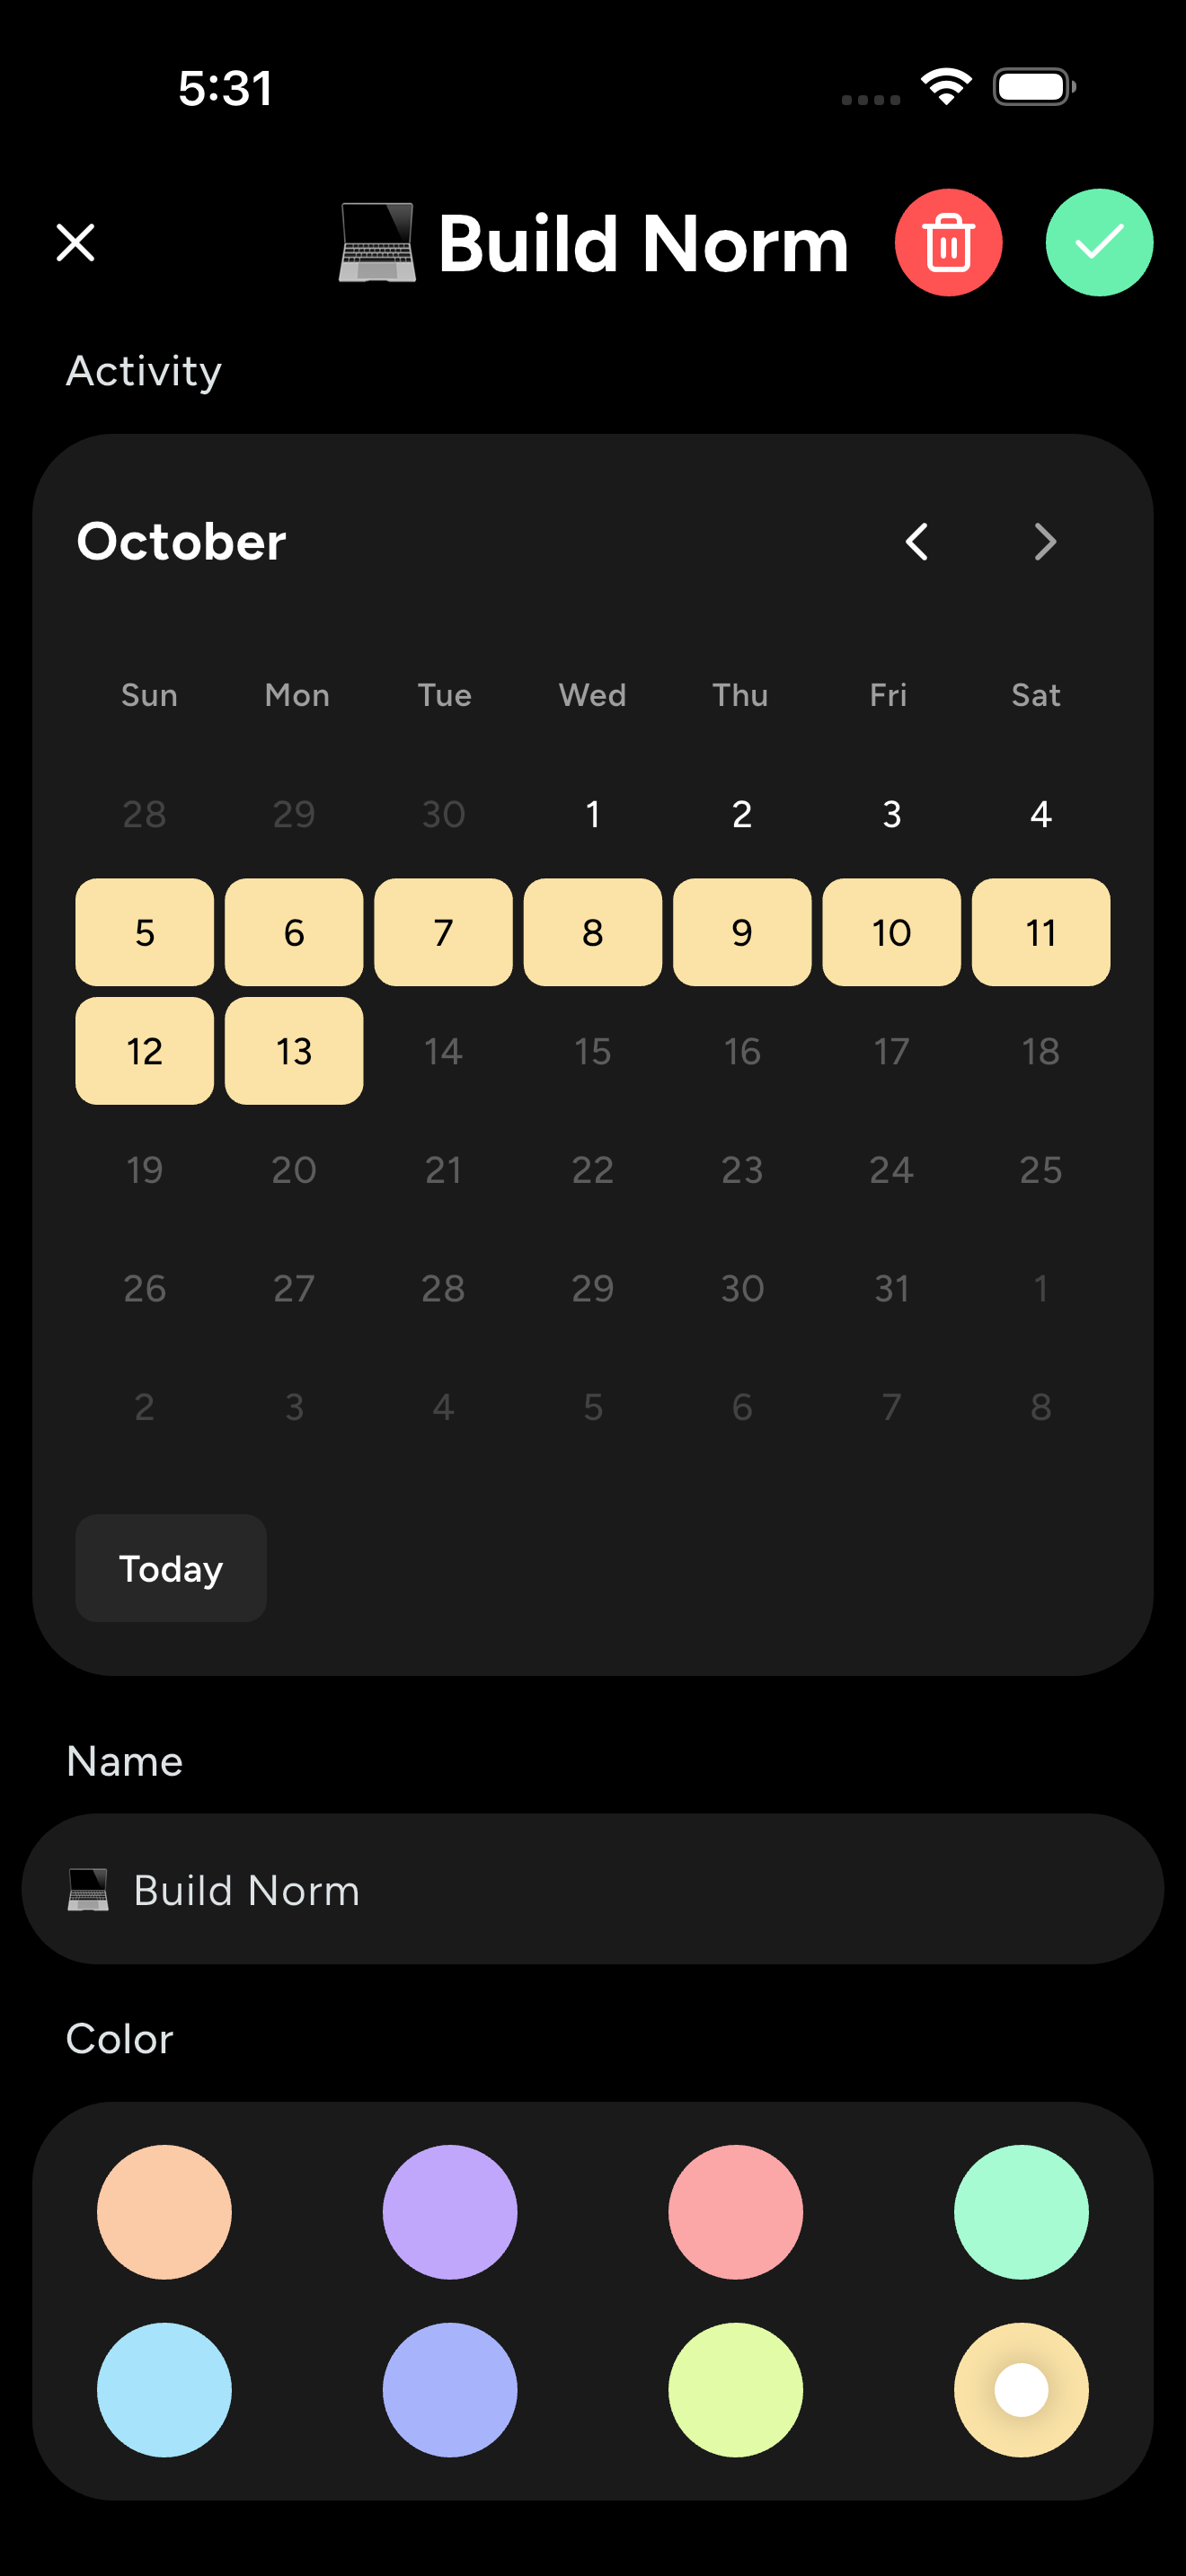 5:31
💻 Build Norm
Activity
October
Sun Mon Tue Wed Thu Fri Sat
28 29 30 1 2 3 4
5 6 7 8 9 10 11
12 13 14 15 16 17 18
19 20 21 22 23 24 25
26 27 28 29 30 31 1
2 3 4 5 6 7 8
Today
Name
💻 Build Norm
Color